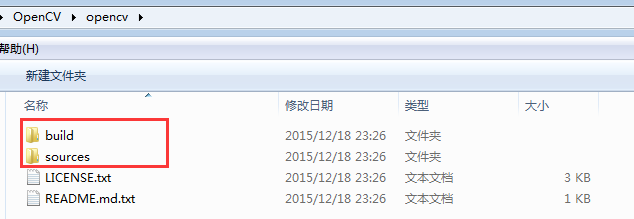 OpenCV ▸ opencv ▸
帮助(H)
新建文件夹
名称 修改日期 类型 大小
build 2015/12/18 23:26 文件夹
sources 2015/12/18 23:26 文件夹
LICENSE.txt 2015/12/18 23:26 文本文档 3 KB
README.md.txt 2015/12/18 23:26 文本文档 1 KB